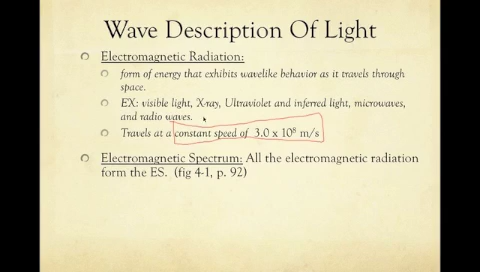 Wave Description Of Light
Electromagnetic Radiation:
form of energy that exhibits wavelike behavior as it travels through
space.
EX: visible light, X-ray, Ultraviolet and inferred light, microwaves,
and radio waves.
Travels at a constant speed of 3.0 x 10⁸ m/s
Electromagnetic Spectrum: All the electromagnetic radiation
form the ES. (fig 4-1, p. 92)